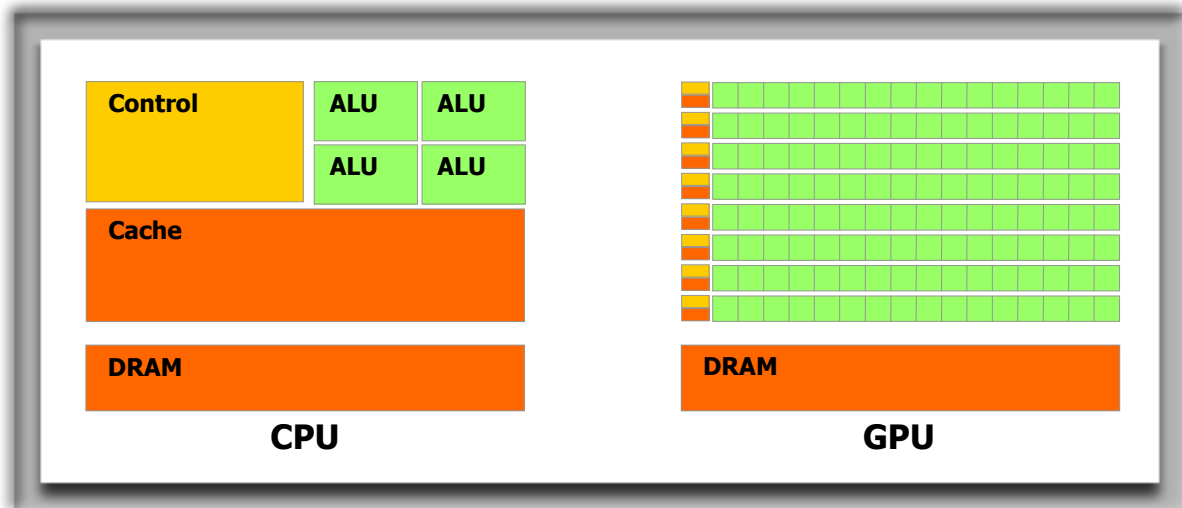 Control
ALU ALU
ALU ALU
Cache
DRAM
CPU
DRAM
GPU